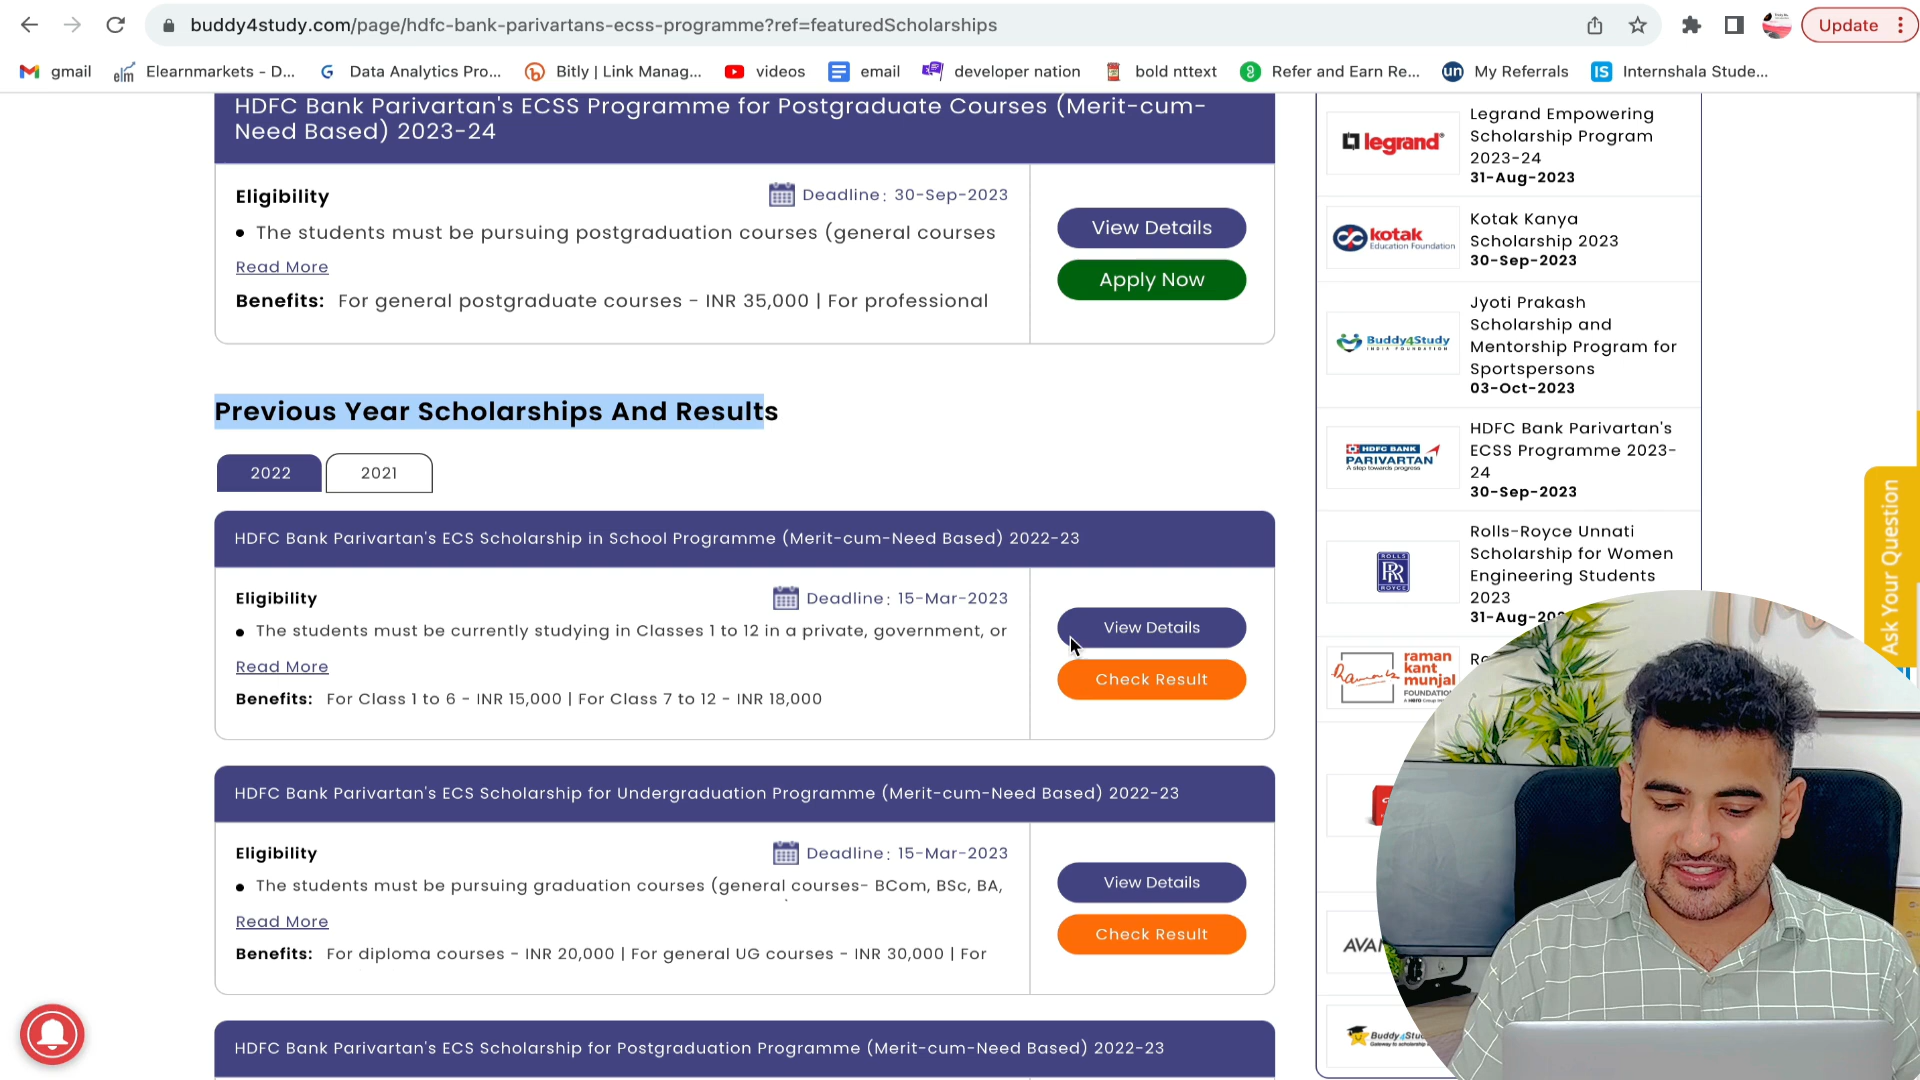 buddy4study.com/page/hdfc-bank-parivartans-ecss-programme?ref=featuredScholarships
Update
gmail
Elearnmarkets - D...
Data Analytics Pro...
Bitly | Link Manag...
videos
email
developer nation
bold nttext
Refer and Earn Re...
My Referrals
Internshala Stude...
HDFC Bank Parivartan's ECSS Programme for Postgraduate Courses (Merit-cum-
Need Based) 2023-24
Eligibility
Deadline: 30-Sep-2023
• The students must be pursuing postgraduation courses (general courses
Read More
Benefits: For general postgraduate courses - INR 35,000 | For professional
View Details
Apply Now
Previous Year Scholarships And Results
2022
2021
HDFC Bank Parivartan's ECS Scholarship in School Programme (Merit-cum-Need Based) 2022-23
Eligibility
Deadline: 15-Mar-2023
• The students must be currently studying in Classes 1 to 12 in a private, government, or
Read More
Benefits: For Class 1 to 6 - INR 15,000 | For Class 7 to 12 - INR 18,000
View Details
Check Result
HDFC Bank Parivartan's ECS Scholarship for Undergraduation Programme (Merit-cum-Need Based) 2022-23
Eligibility
Deadline: 15-Mar-2023
• The students must be pursuing graduation courses (general courses- BCom, BSc, BA,
Read More
Benefits: For diploma courses - INR 20,000 | For general UG courses - INR 30,000 | For
View Details
Check Result
HDFC Bank Parivartan's ECS Scholarship for Postgraduation Programme (Merit-cum-Need Based) 2022-23
legrand
Legrand Empowering
Scholarship Program
2023-24
31-Aug-2023
kotak
Education Foundation
Kotak Kanya
Scholarship 2023
30-Sep-2023
Buddy4Study
INDIA FOUNDATION
Jyoti Prakash
Scholarship and
Mentorship Program for
Sportspersons
03-Oct-2023
HDFC BANK
PARIVARTAN
A step towards progress
HDFC Bank Parivartan's
ECSS Programme 2023-
24
30-Sep-2023
ROLLS
RR
ROYCE
Rolls-Royce Unnati
Scholarship for Women
Engineering Students
2023
31-Aug-202
raman
kant
munjal
FOUNDATION
Ask Your Question